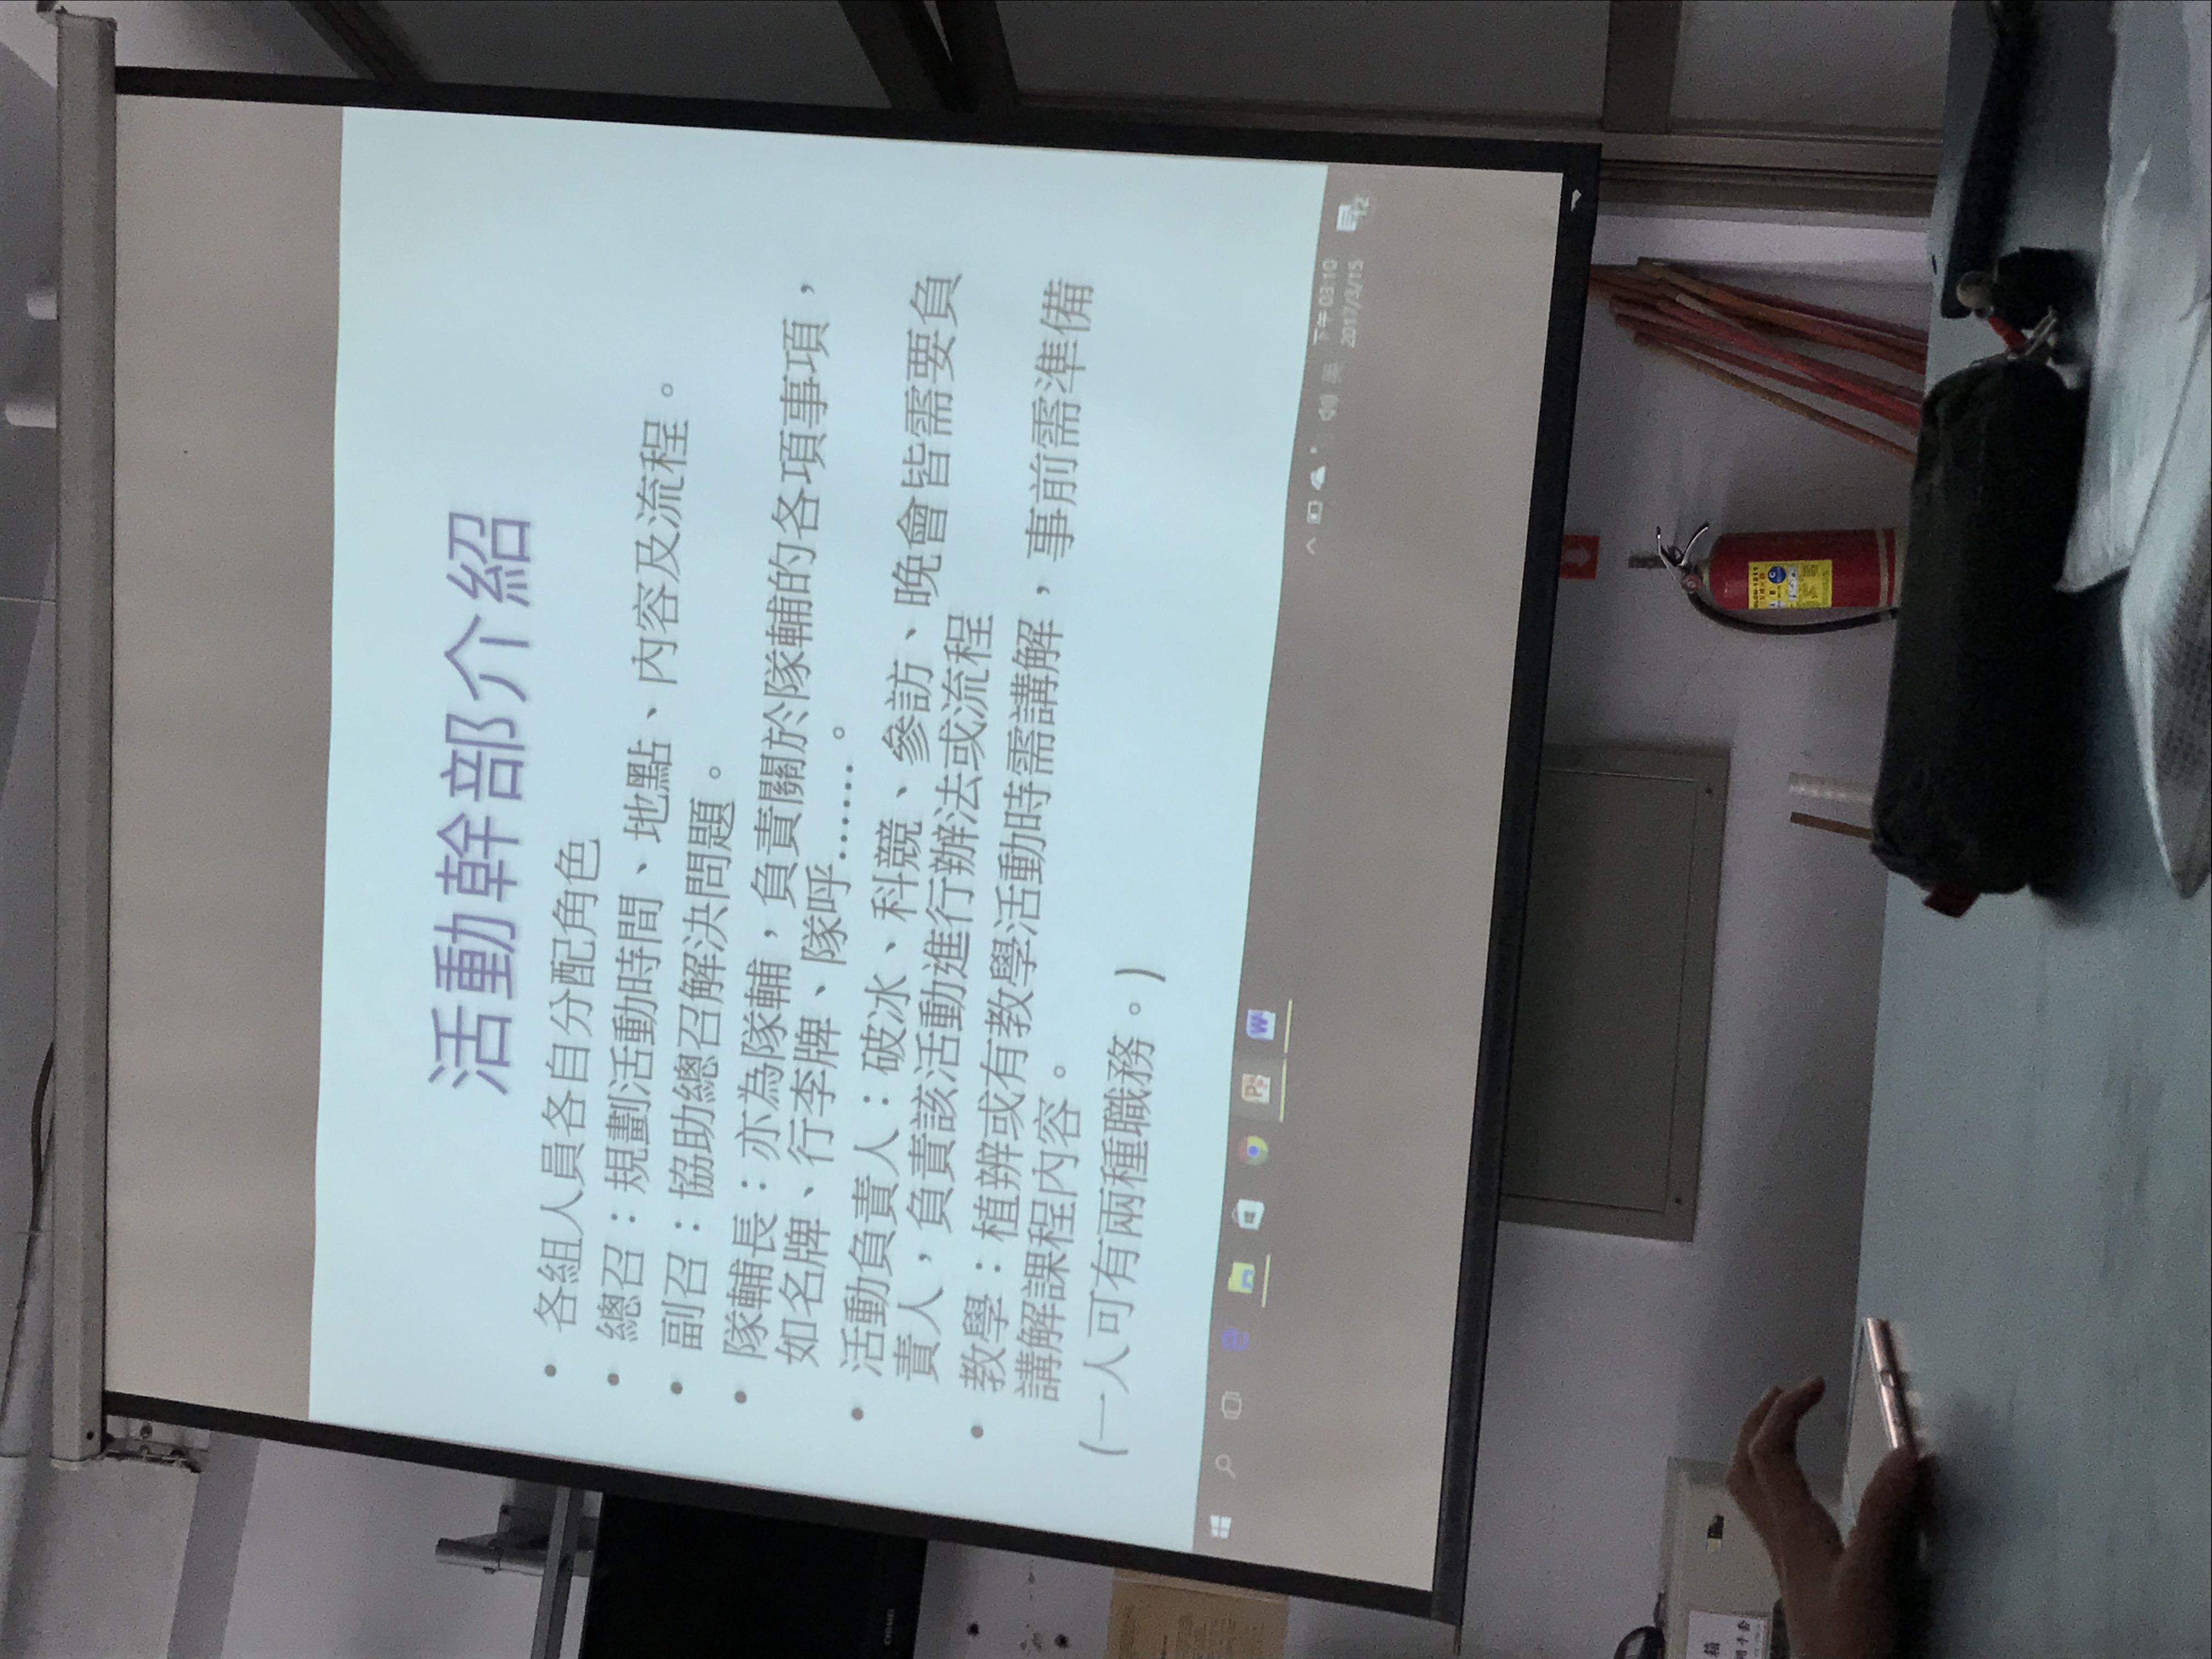 活動幹部介紹
• 各組人員各自分配角色
• 總召：規劃活動時間、地點、內容及流程。
• 副召：協助總召解決問題。
• 隊輔長：亦為隊輔，負責關於隊輔的各項事項，
如名牌、行李牌、隊呼......。
• 活動負責人：破冰、科競、參訪、晚會皆需要負
責人，負責該活動進行辦法或流程
• 教學：植辨或有教學活動時需講解，事前需準備
講解課程內容。
(一人可有兩種職務。)
下午 03:10
2017/3/15
12
CHIMEI
箱
手套
A B C